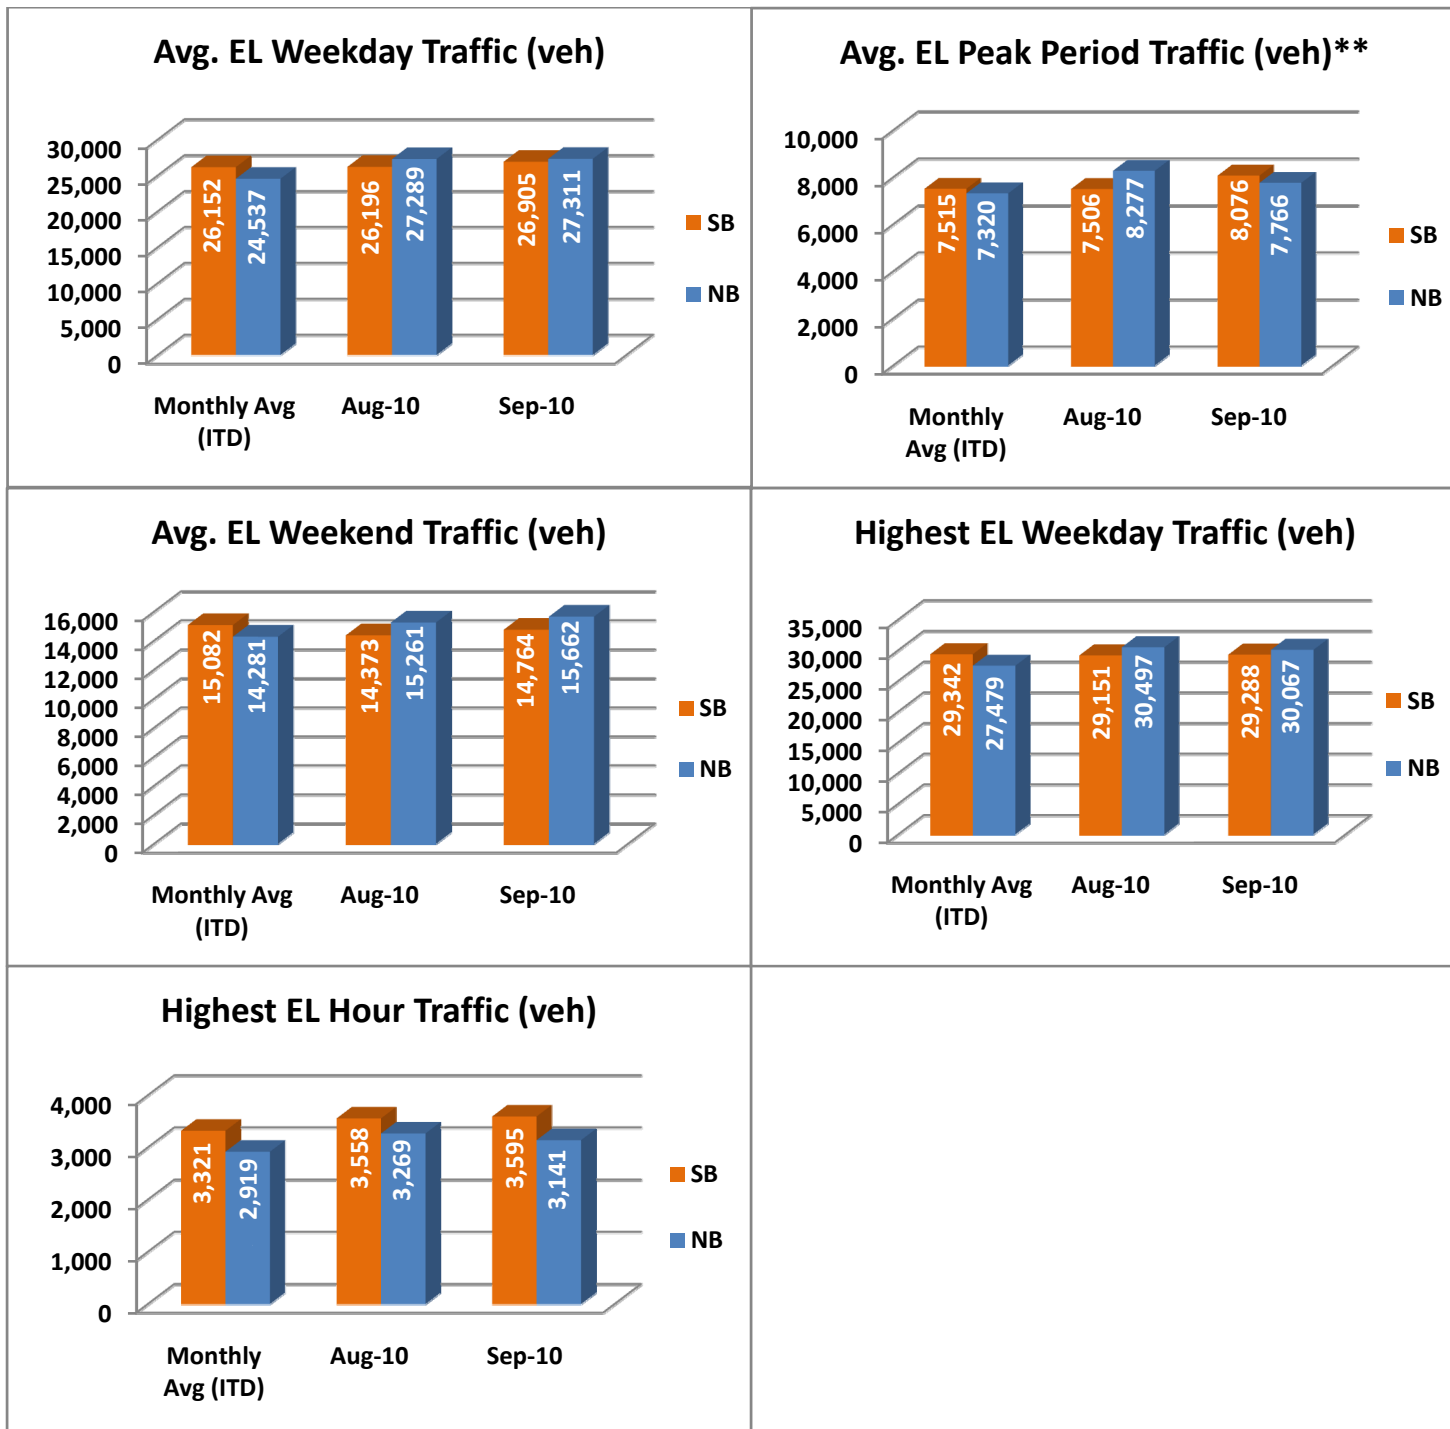 Avg. EL Weekday Traffic (veh)
30,000
25,000
20,000
15,000
10,000
5,000
0
26,152
24,537
26,196
27,289
26,905
27,311
SB
NB
Monthly Avg
(ITD)
Aug-10
Sep-10
Avg. EL Peak Period Traffic (veh)**
10,000
8,000
6,000
4,000
2,000
0
7,515
7,320
7,506
8,277
8,076
7,766
SB
NB
Monthly
Avg (ITD)
Aug-10
Sep-10
Avg. EL Weekend Traffic (veh)
16,000
14,000
12,000
10,000
8,000
6,000
4,000
2,000
0
15,082
14,281
14,373
15,261
14,764
15,662
SB
NB
Monthly Avg
(ITD)
Aug-10
Sep-10
Highest EL Weekday Traffic (veh)
35,000
30,000
25,000
20,000
15,000
10,000
5,000
0
29,342
27,479
29,151
30,497
29,288
30,067
SB
NB
Monthly Avg
(ITD)
Aug-10
Sep-10
Highest EL Hour Traffic (veh)
4,000
3,000
2,000
1,000
0
3,321
2,919
3,558
3,269
3,595
3,141
SB
NB
Monthly
Avg (ITD)
Aug-10
Sep-10